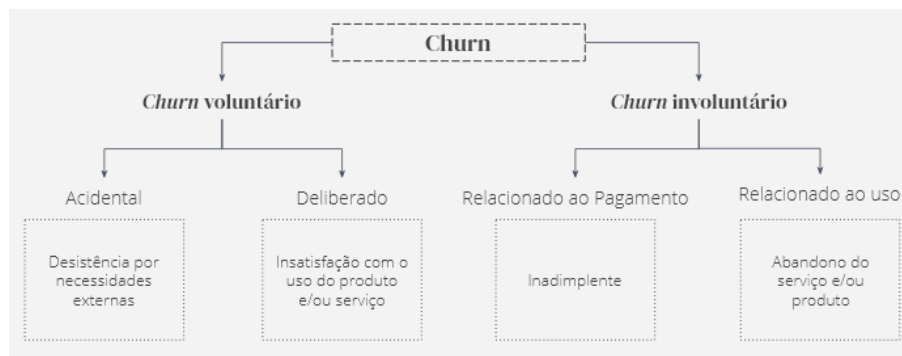 Churn
Churn voluntário
Churn involuntário
Acidental
Deliberado
Relacionado ao Pagamento
Relacionado ao uso
Desistência por
necessidades
externas
Insatisfação com o
uso do produto
e/ou serviço
Inadimplente
Abandono do
serviço e/ou
produto